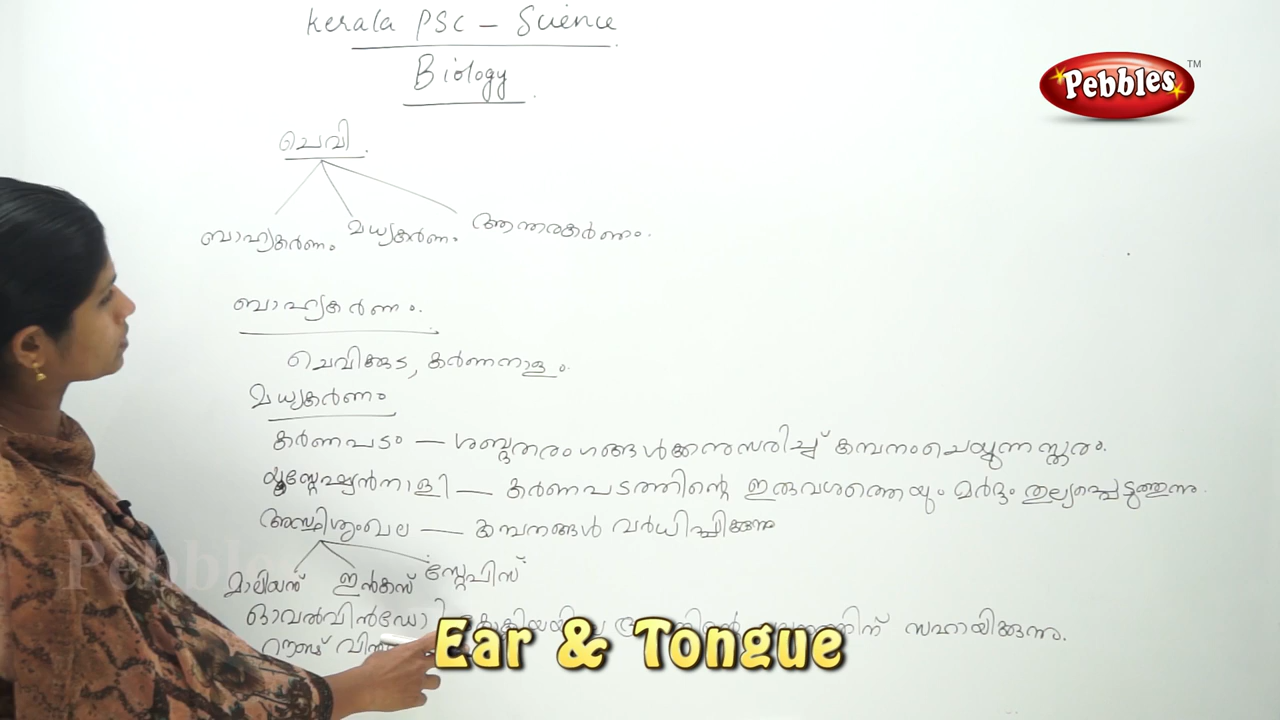 Kerala PSC – Science
Biology
Pebbles TM
ചെവി.
ബാഹ്യകർണം മധ്യകർണം ആന്തരകർണം.
ബാഹ്യകർണം.
ചെവിക്കുട, കർണനാളം.
മധ്യകർണം
കർണപടം — ശബ്ദതരംഗങ്ങൾക്കനുസരിച്ച് കമ്പനംചെയ്യുന്ന സ്തരം.
യൂസ്റ്റേഷ്യൻനാളി — കർണപടത്തിന്റെ ഇരുവശത്തെയും മർദ്ദം തുല്യപ്പെടുത്തുന്നു.
അസ്ഥിശൃംഖല — കമ്പനങ്ങൾ വർധിപ്പിക്കുന്നു
മാലിയസ് ഇൻകസ് സ്റ്റേപിസ്
Pebbles
ഓവൽവിൻഡോ സഹായിക്കുന്നു.
റൗണ്ട്
Ear & Tongue